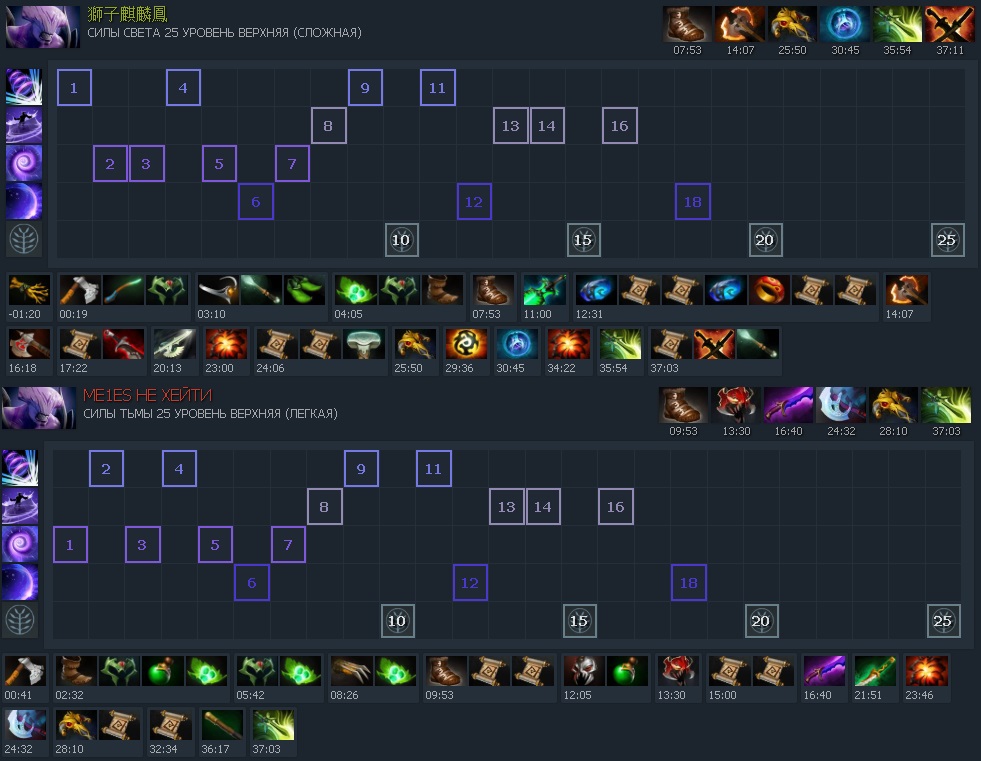 獅子麒麟鳳
СИЛЫ СВЕТА 25 УРОВЕНЬ ВЕРХНЯЯ (СЛОЖНАЯ)
07:53 14:07 25:50 30:45 35:54 37:11
1 4 9 11
8 13 14 16
2 3 5 7
6 12 18
10 15 20 25
-01:20 00:19 03:10 04:05 07:53 11:00 12:31 14:07
16:18 17:22 20:13 23:00 24:06 25:50 29:36 30:45 34:22 35:54 37:03
ME1ES НЕ ХЕЙТИ
СИЛЫ ТЬМЫ 25 УРОВЕНЬ ВЕРХНЯЯ (ЛЕГКАЯ)
09:53 13:30 16:40 24:32 28:10 37:03
2 4 9 11
8 13 14 16
1 3 5 7
6 12 18
10 15 20 25
00:41 02:32 05:42 08:26 09:53 12:05 13:30 15:00 16:40 21:51 23:46
24:32 28:10 32:34 36:17 37:03